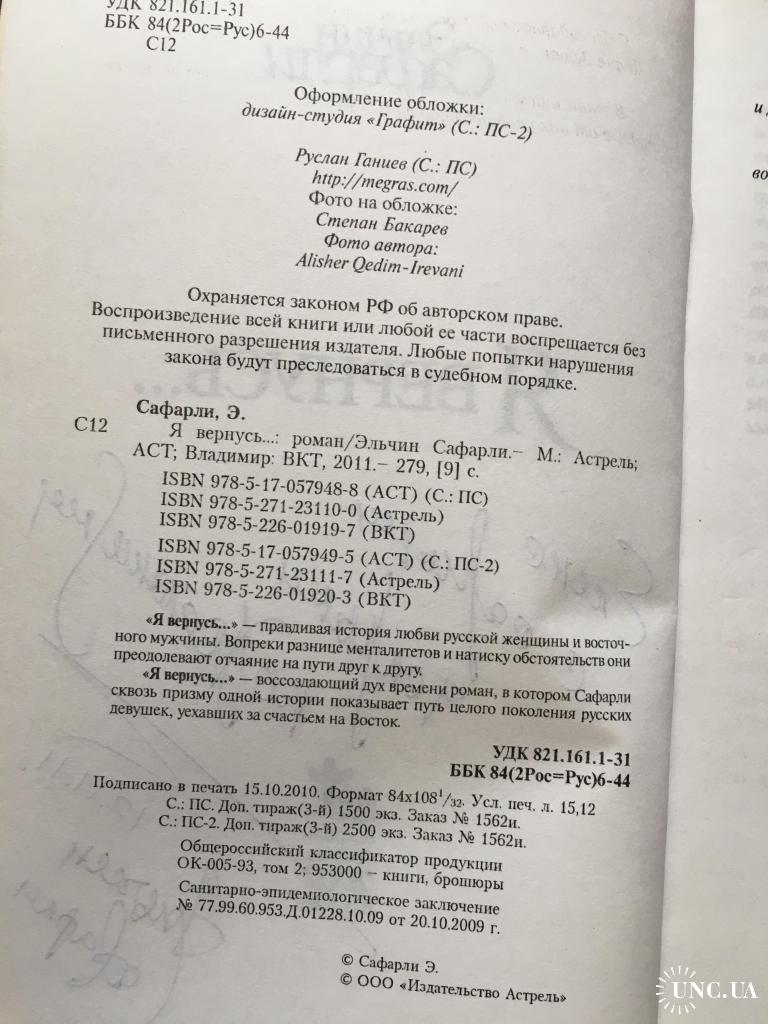 УДК 821.161.1-31
ББК 84(2Рос=Рус)6-44
С12
Оформление обложки:
дизайн-студия «Графит» (С.: ПС-2)
Руслан Ганиев (С.: ПС)
http://megras.com/
Фото на обложке:
Степан Бакарев
Фото автора:
Alisher Qedim-Irevani
Охраняется законом РФ об авторском праве.
Воспроизведение всей книги или любой ее части воспрещается без
письменного разрешения издателя. Любые попытки нарушения
закона будут преследоваться в судебном порядке.
Сафарли, Э.
С12 Я вернусь...: роман/Эльчин Сафарли.– М.: Астрель;
АСТ; Владимир: ВКТ, 2011.– 279, [9] с.
ISBN 978-5-17-057948-8 (АСТ) (С.: ПС)
ISBN 978-5-271-23110-0 (Астрель)
ISBN 978-5-226-01919-7 (ВКТ)
ISBN 978-5-17-057949-5 (АСТ) (С.: ПС-2)
ISBN 978-5-271-23111-7 (Астрель)
ISBN 978-5-226-01920-3 (ВКТ)
«Я вернусь...» — правдивая история любви русской женщины и восточ-
ного мужчины. Вопреки разнице менталитетов и натиску обстоятельств они
преодолевают отчаяние на пути друг к другу.
«Я вернусь...» — воссоздающий дух времени роман, в котором Сафарли
сквозь призму одной истории показывает путь целого поколения русских
девушек, уехавших за счастьем на Восток.
УДК 821.161.1-31
ББК 84(2Рос=Рус)6-44
Подписано в печать 15.10.2010. Формат 84х108¹/₃₂. Усл. печ. л. 15,12
С.: ПС. Доп. тираж(3-й) 1500 экз. Заказ № 1562и.
С.: ПС-2. Доп. тираж(3-й) 2500 экз. Заказ № 1562и.
Общероссийский классификатор продукции
ОК-005-93, том 2; 953000 – книги, брошюры
Санитарно-эпидемиологическое заключение
№ 77.99.60.953.Д.01228.10.09 от 20.10.2009 г.
© Сафарли Э.
© ООО «Издательство Астрель»
во
UNC.UA